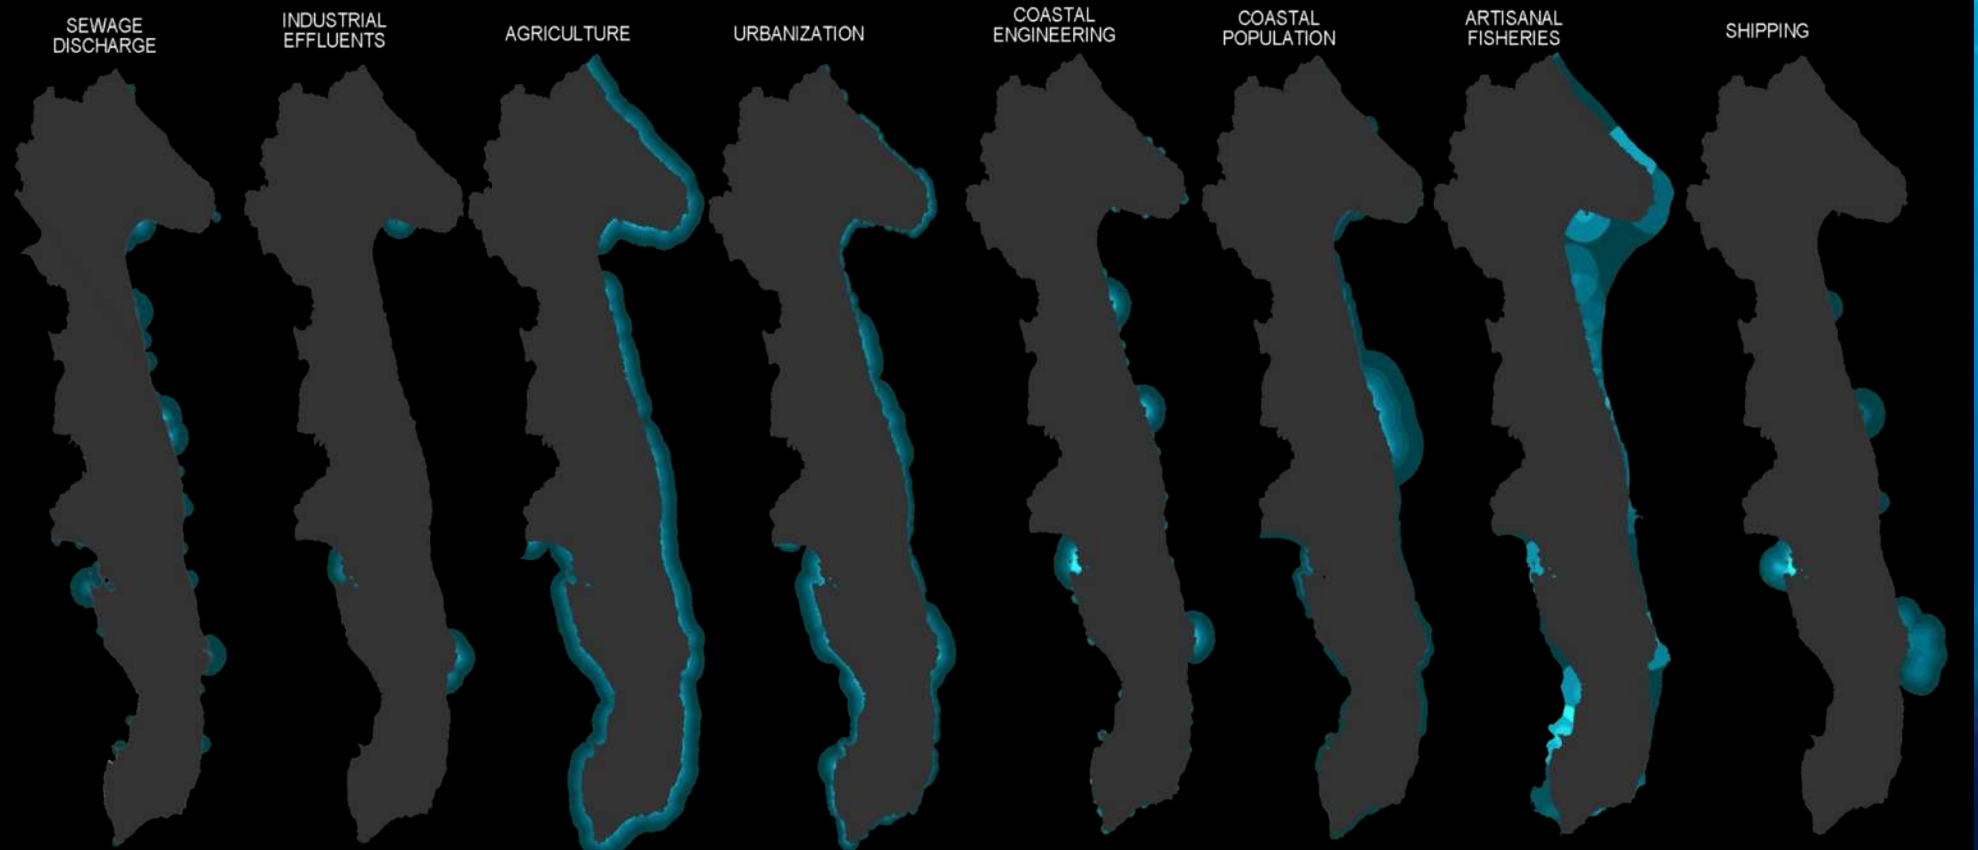 SEWAGE
DISCHARGE
INDUSTRIAL
EFFLUENTS
AGRICULTURE
URBANIZATION
COASTAL
ENGINEERING
COASTAL
POPULATION
ARTISANAL
FISHERIES
SHIPPING